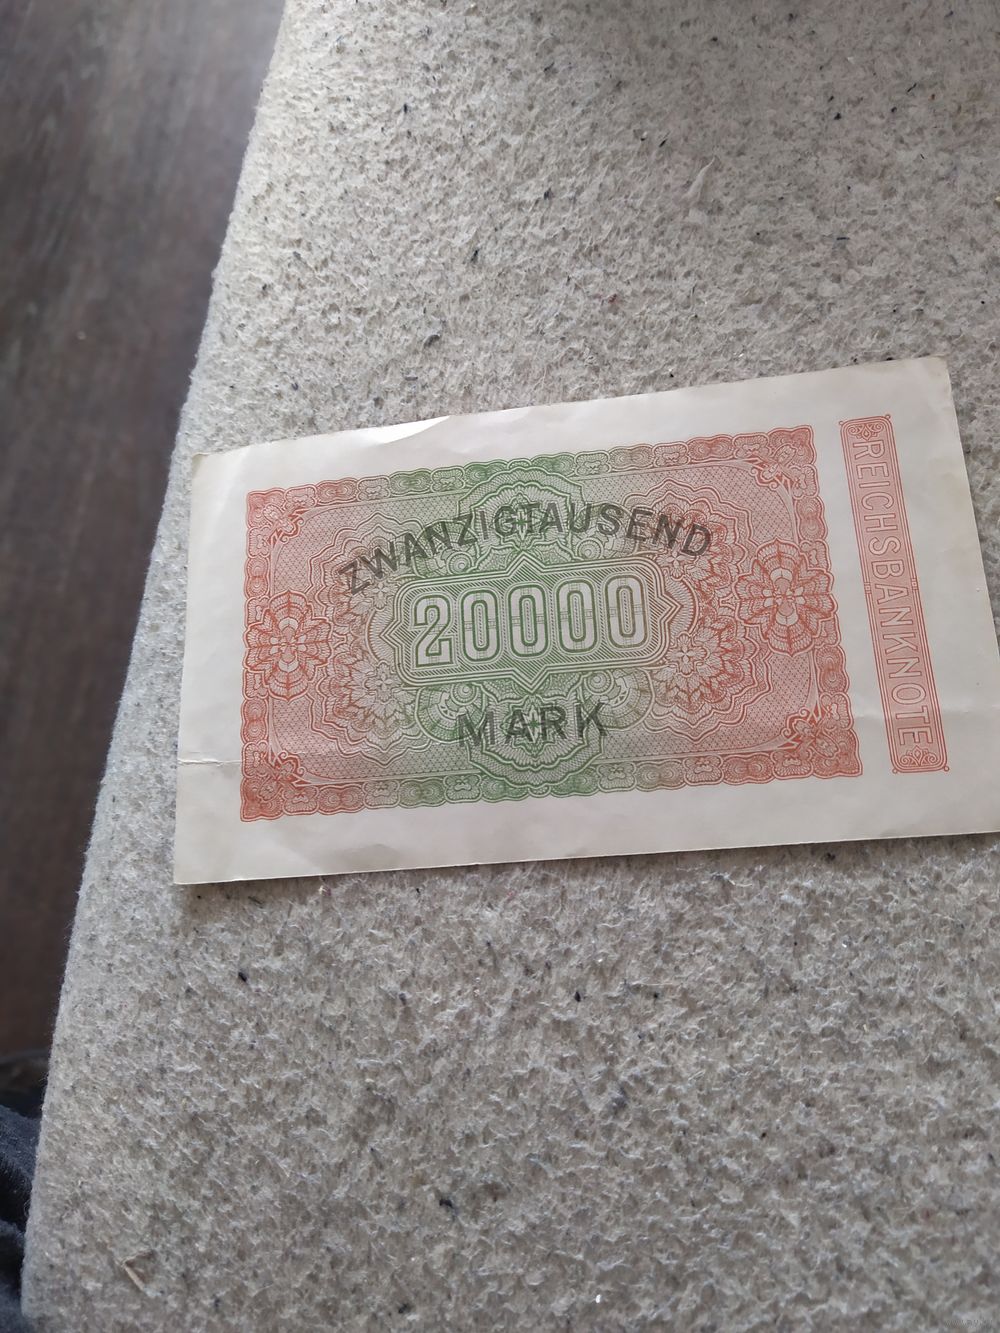 ZWANZIGTAUSEND
20000
MARK
REICHSBANKNOTE